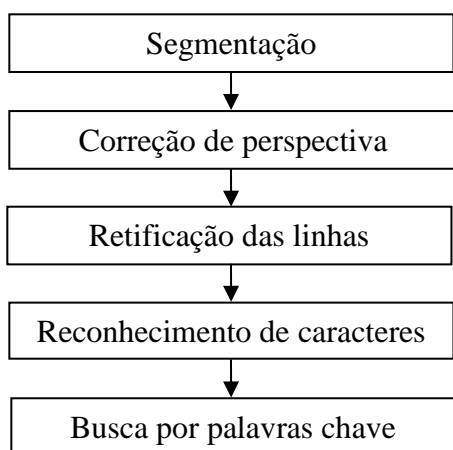 Segmentação
Correção de perspectiva
Retificação das linhas
Reconhecimento de caracteres
Busca por palavras chave